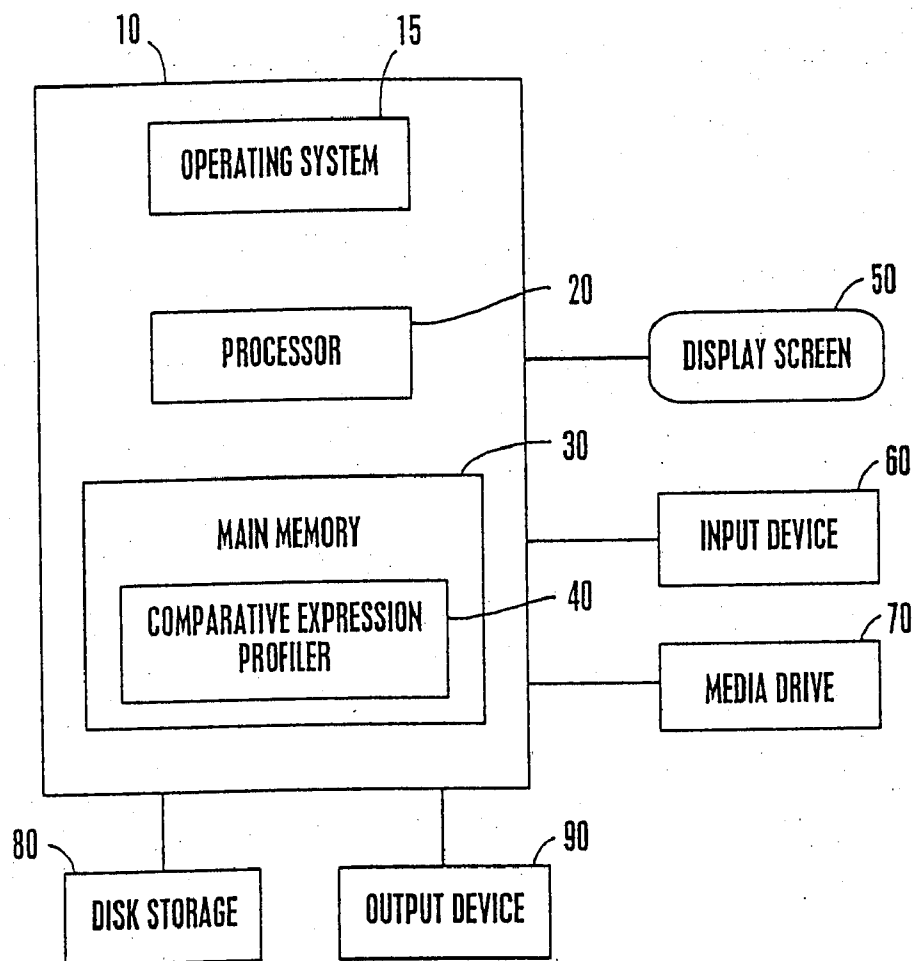 10
15
OPERATING SYSTEM
20
PROCESSOR
50
DISPLAY SCREEN
30
MAIN MEMORY
60
INPUT DEVICE
40
COMPARATIVE EXPRESSION
PROFILER
70
MEDIA DRIVE
80
DISK STORAGE
90
OUTPUT DEVICE